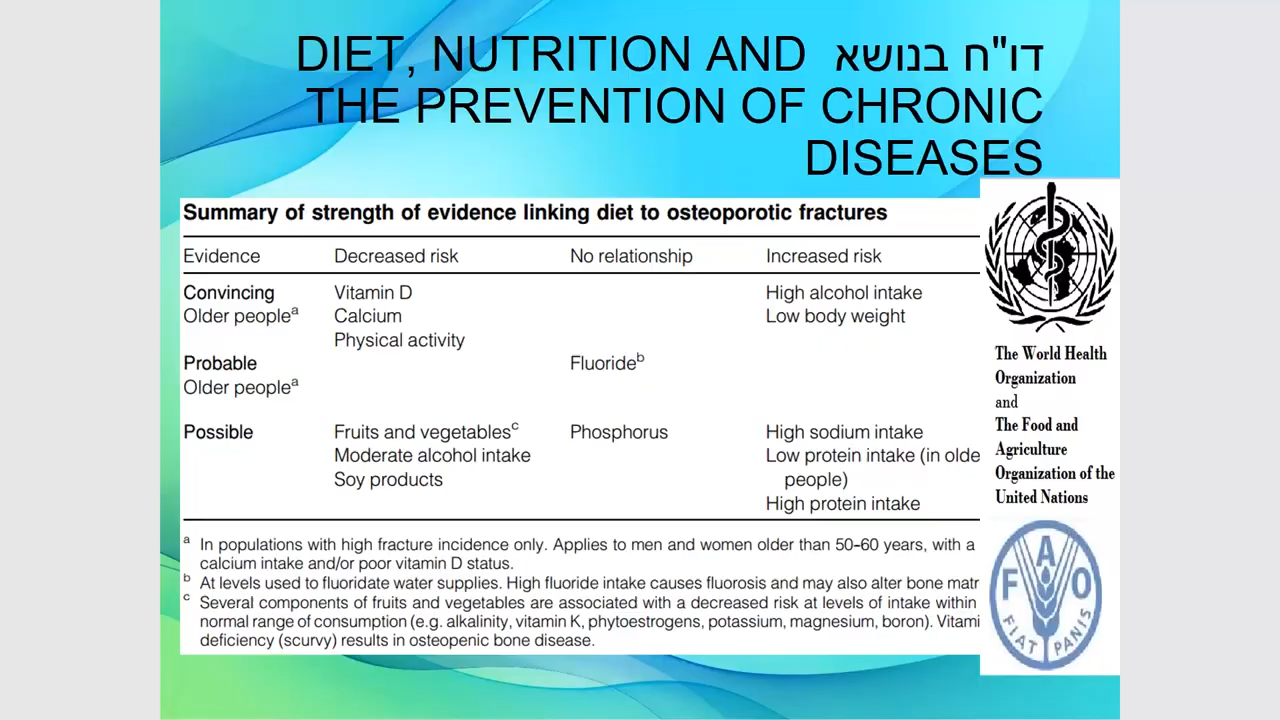 דו"ח בנושא DIET, NUTRITION AND
THE PREVENTION OF CHRONIC
DISEASES
Summary of strength of evidence linking diet to osteoporotic fractures
Evidence Decreased risk No relationship Increased risk
Convincing Vitamin D High alcohol intake
Older peopleᵃ Calcium Low body weight
Physical activity
Probable Fluorideᵇ
Older peopleᵃ
Possible Fruits and vegetablesᶜ Phosphorus High sodium intake
Moderate alcohol intake Low protein intake (in olde
Soy products people)
High protein intake
ᵃ In populations with high fracture incidence only. Applies to men and women older than 50–60 years, with a
calcium intake and/or poor vitamin D status.
ᵇ At levels used to fluoridate water supplies. High fluoride intake causes fluorosis and may also alter bone matr
ᶜ Several components of fruits and vegetables are associated with a decreased risk at levels of intake within
normal range of consumption (e.g. alkalinity, vitamin K, phytoestrogens, potassium, magnesium, boron). Vitami
deficiency (scurvy) results in osteopenic bone disease.
The World Health
Organization
and
The Food and
Agriculture
Organization of the
United Nations
F A O
FIAT PANIS